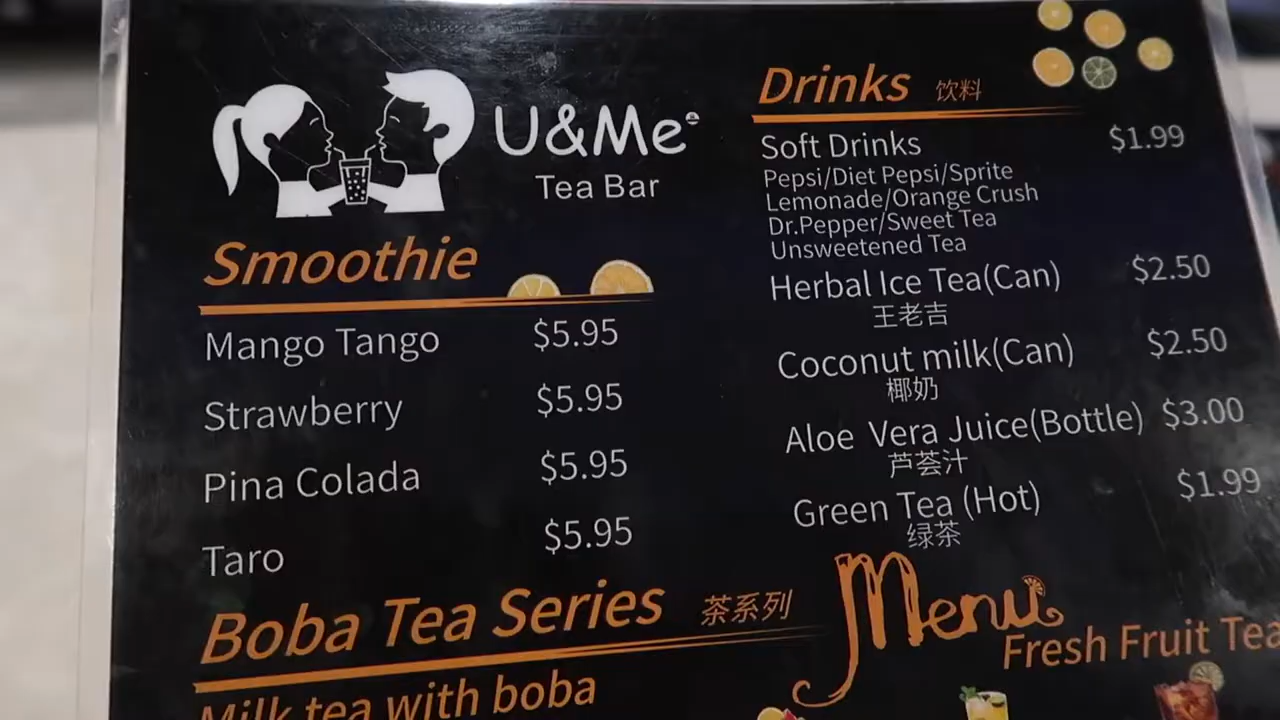 U&Me
Tea Bar
Smoothie
Mango Tango $5.95
Strawberry $5.95
Pina Colada $5.95
Taro $5.95
Drinks 饮料
Soft Drinks $1.99
Pepsi/Diet Pepsi/Sprite
Lemonade/Orange Crush
Dr.Pepper/Sweet Tea
Unsweetened Tea
Herbal Ice Tea(Can) $2.50
王老吉
Coconut milk(Can) $2.50
椰奶
Aloe Vera Juice(Bottle) $3.00
芦荟汁
Green Tea (Hot) $1.99
绿茶
Boba Tea Series 茶系列
Milk tea with boba
Menu
Fresh Fruit Tea